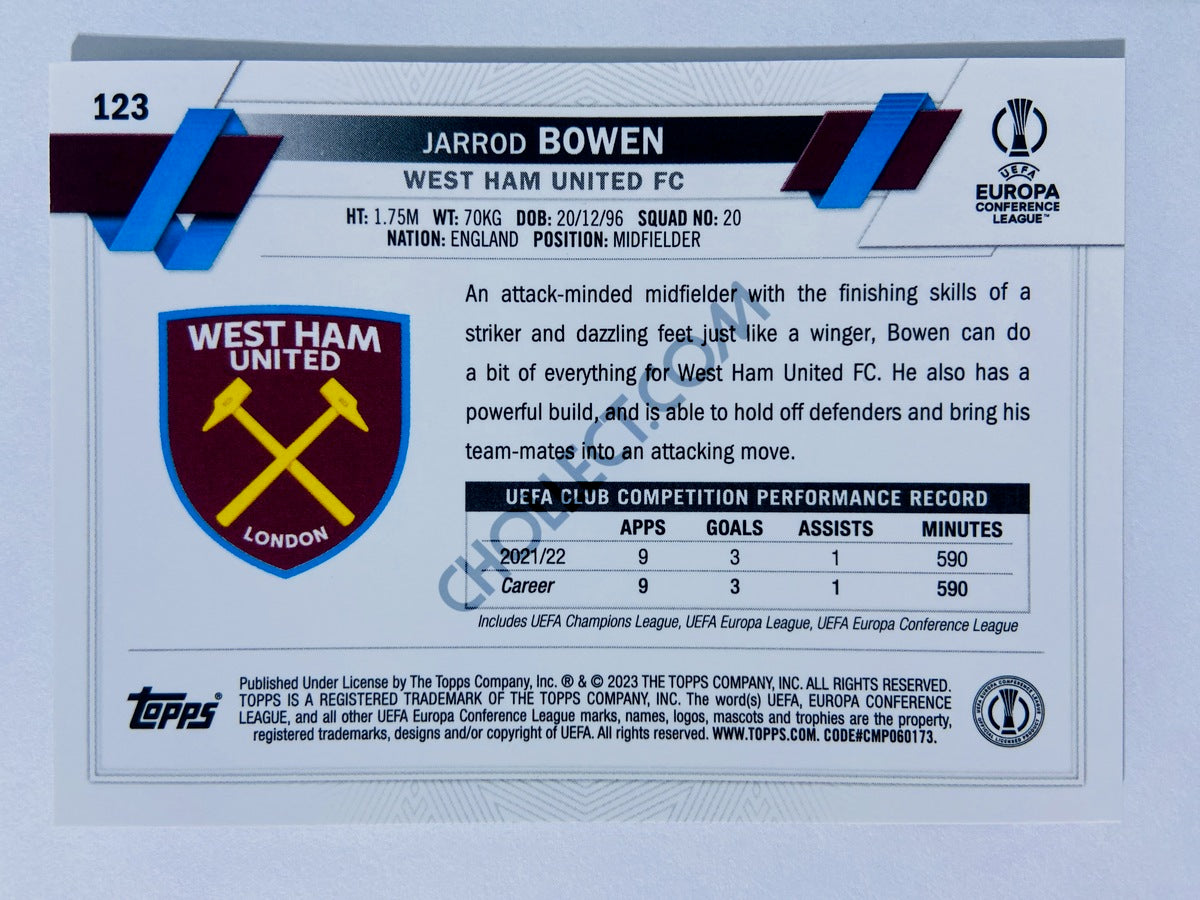 123
JARROD BOWEN
WEST HAM UNITED FC
HT: 1.75M WT: 70KG DOB: 20/12/96 SQUAD NO: 20
NATION: ENGLAND POSITION: MIDFIELDER
UEFA
EUROPA
CONFERENCE
LEAGUE™
WEST HAM
UNITED
LONDON
An attack-minded midfielder with the finishing skills of a
striker and dazzling feet just like a winger, Bowen can do
a bit of everything for West Ham United FC. He also has a
powerful build, and is able to hold off defenders and bring his
team-mates into an attacking move.
UEFA CLUB COMPETITION PERFORMANCE RECORD
APPS GOALS ASSISTS MINUTES
2021/22 9 3 1 590
Career 9 3 1 590
Includes UEFA Champions League, UEFA Europa League, UEFA Europa Conference League
CHOLLECT.COM
Topps®
Published Under License by The Topps Company, Inc. ® & © 2023 THE TOPPS COMPANY, INC. ALL RIGHTS RESERVED.
TOPPS IS A REGISTERED TRADEMARK OF THE TOPPS COMPANY, INC. The word(s) UEFA, EUROPA CONFERENCE
LEAGUE, and all other UEFA Europa Conference League marks, names, logos, mascots and trophies are the property,
registered trademarks, designs and/or copyright of UEFA. All rights reserved. WWW.TOPPS.COM. CODE#CMP060173.